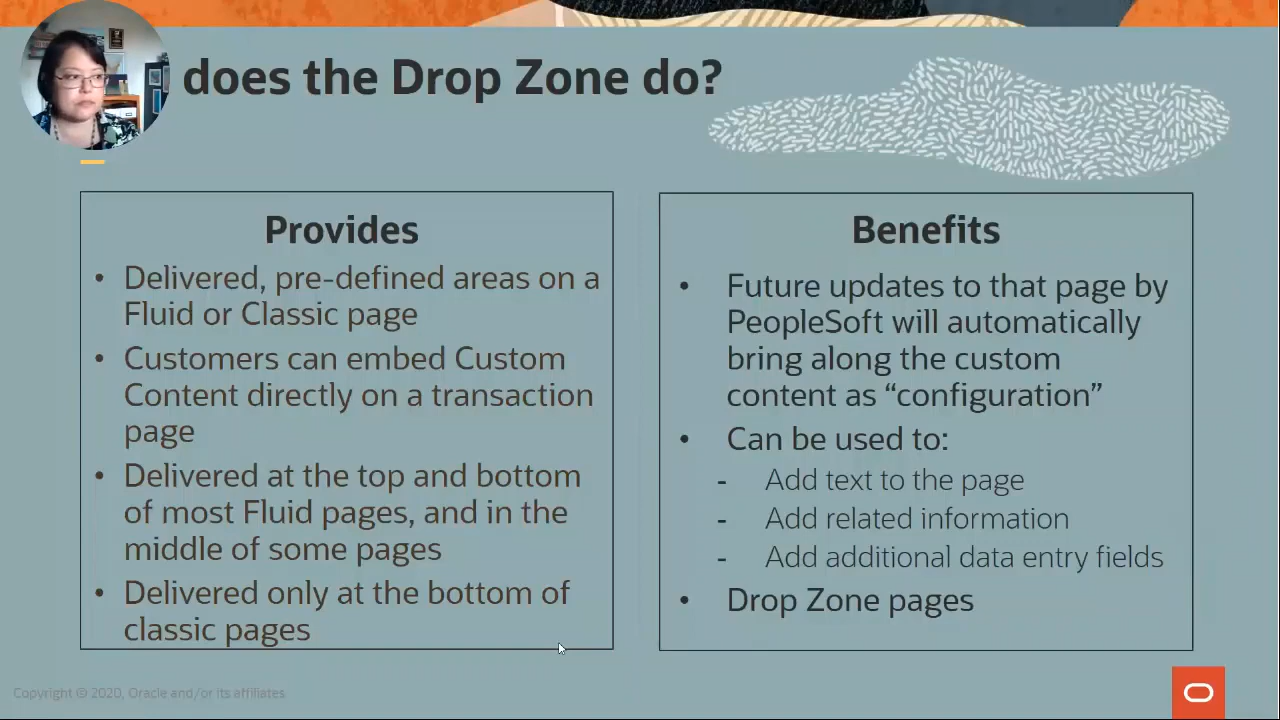 does the Drop Zone do?
Provides
• Delivered, pre-defined areas on a
Fluid or Classic page
• Customers can embed Custom
Content directly on a transaction
page
• Delivered at the top and bottom
of most Fluid pages, and in the
middle of some pages
• Delivered only at the bottom of
classic pages
Benefits
• Future updates to that page by
PeopleSoft will automatically
bring along the custom
content as “configuration”
• Can be used to:
- Add text to the page
- Add related information
- Add additional data entry fields
• Drop Zone pages
Copyright © 2020, Oracle and/or its affiliates